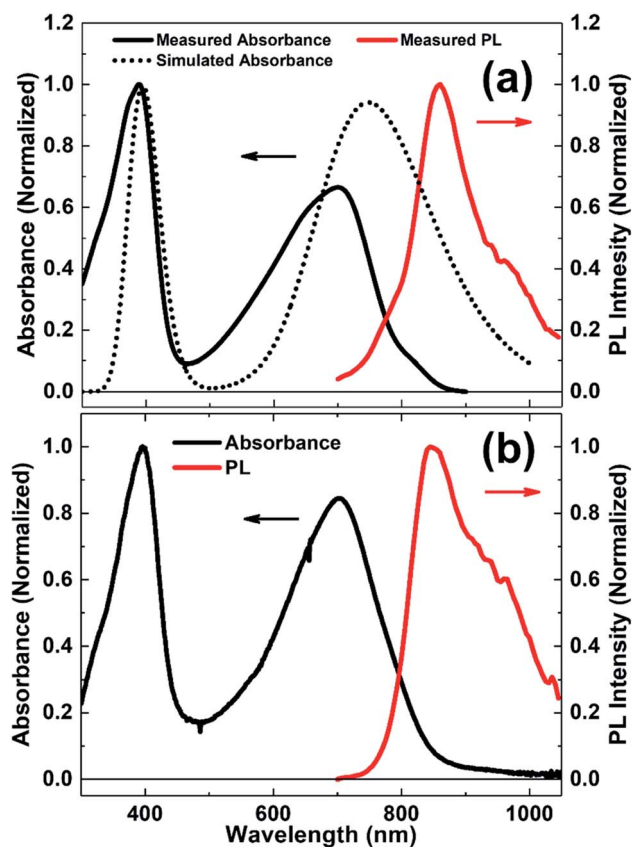 Measured Absorbance
Measured PL
Simulated Absorbance
(a)
1.2
1.0
0.8
0.6
0.4
0.2
0.0
Absorbance (Normalized)
1.2
1.0
0.8
0.6
0.4
0.2
0.0
PL Intnesity (Normalized)
Absorbance
PL
(b)
1.0
0.8
0.6
0.4
0.2
0.0
Absorbance (Normalized)
1.0
0.8
0.6
0.4
0.2
0.0
PL Intensity (Normalized)
400 600 800 1000
Wavelength (nm)